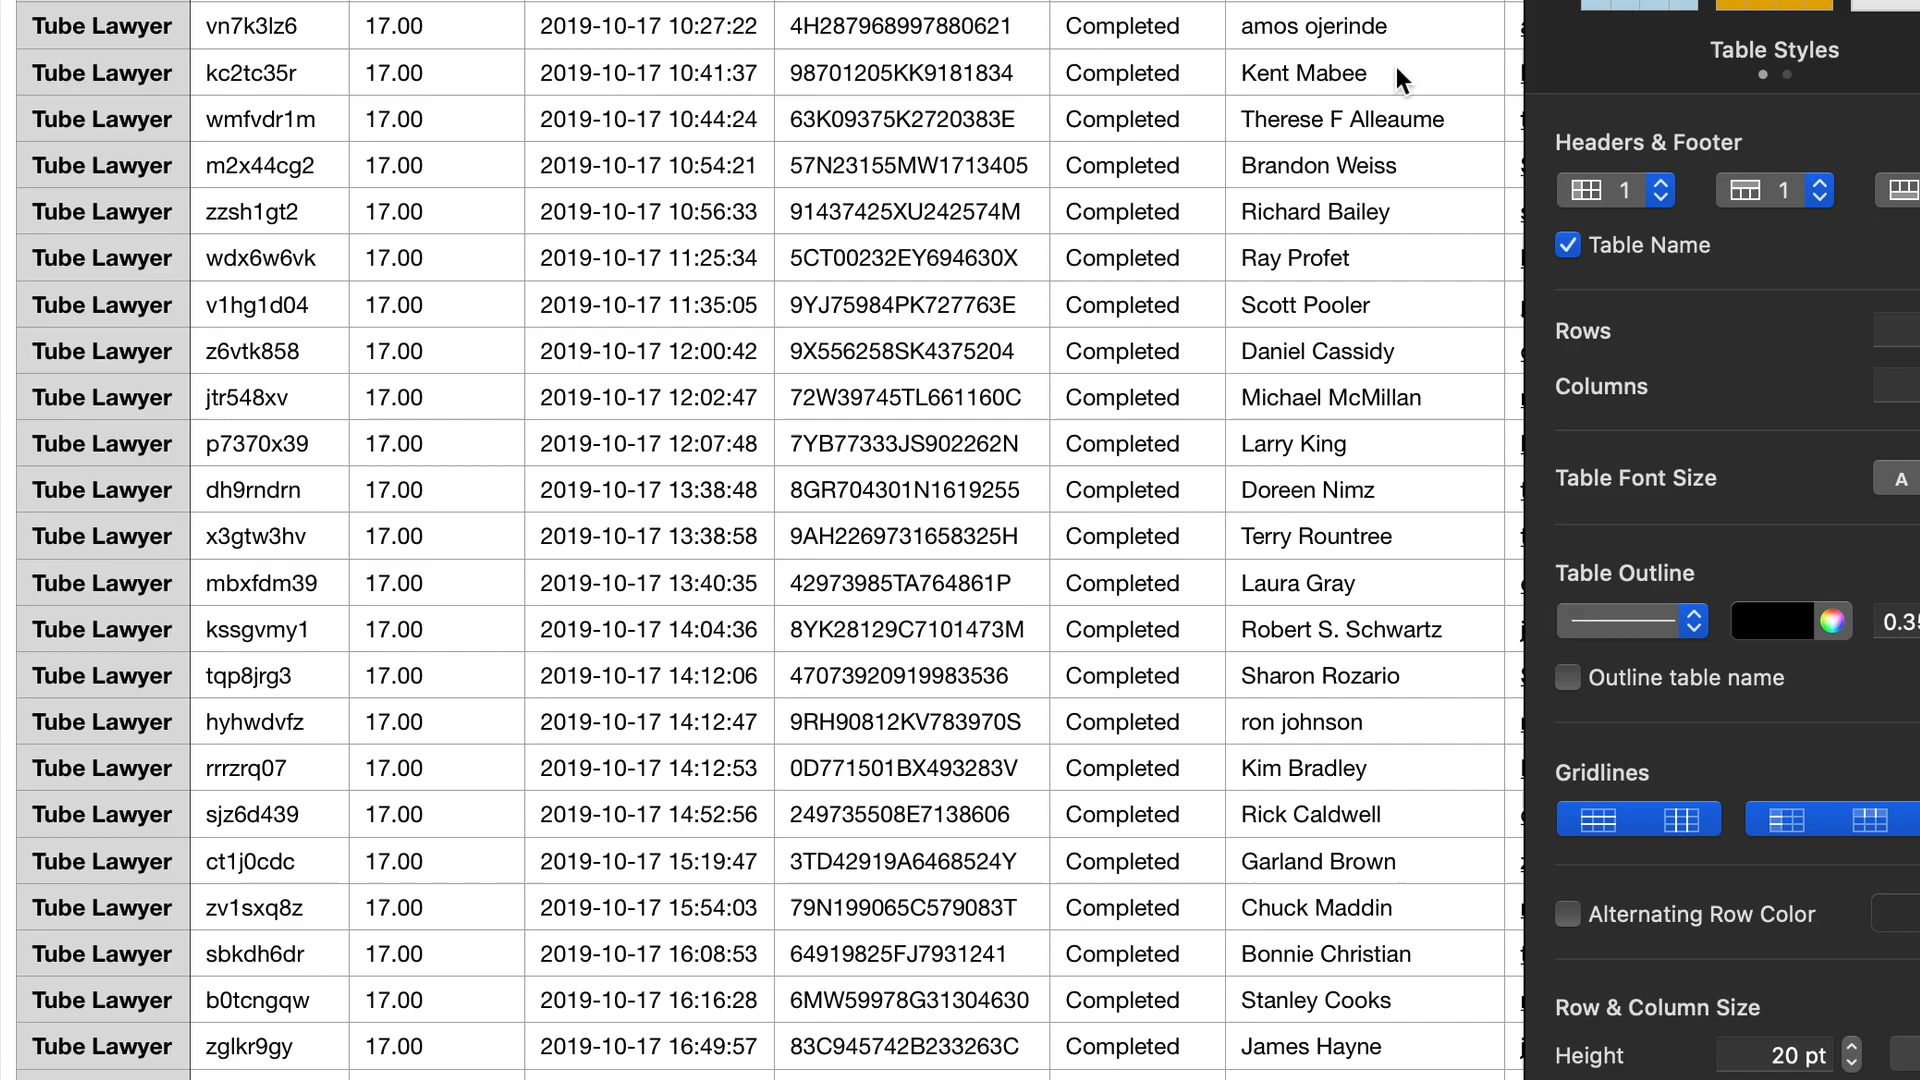 Tube Lawyer vn7k3lz6 17.00 2019-10-17 10:27:22 4H287968997880621 Completed amos ojerinde
Tube Lawyer kc2tc35r 17.00 2019-10-17 10:41:37 98701205KK9181834 Completed Kent Mabee
Tube Lawyer wmfvdr1m 17.00 2019-10-17 10:44:24 63K09375K2720383E Completed Therese F Alleaume
Tube Lawyer m2x44cg2 17.00 2019-10-17 10:54:21 57N23155MW1713405 Completed Brandon Weiss
Tube Lawyer zzsh1gt2 17.00 2019-10-17 10:56:33 91437425XU242574M Completed Richard Bailey
Tube Lawyer wdx6w6vk 17.00 2019-10-17 11:25:34 5CT00232EY694630X Completed Ray Profet
Tube Lawyer v1hg1d04 17.00 2019-10-17 11:35:05 9YJ75984PK727763E Completed Scott Pooler
Tube Lawyer z6vtk858 17.00 2019-10-17 12:00:42 9X556258SK4375204 Completed Daniel Cassidy
Tube Lawyer jtr548xv 17.00 2019-10-17 12:02:47 72W39745TL661160C Completed Michael McMillan
Tube Lawyer p7370x39 17.00 2019-10-17 12:07:48 7YB77333JS902262N Completed Larry King
Tube Lawyer dh9rndrn 17.00 2019-10-17 13:38:48 8GR704301N1619255 Completed Doreen Nimz
Tube Lawyer x3gtw3hv 17.00 2019-10-17 13:38:58 9AH2269731658325H Completed Terry Rountree
Tube Lawyer mbxfdm39 17.00 2019-10-17 13:40:35 42973985TA764861P Completed Laura Gray
Tube Lawyer kssgvmy1 17.00 2019-10-17 14:04:36 8YK28129C7101473M Completed Robert S. Schwartz
Tube Lawyer tqp8jrg3 17.00 2019-10-17 14:12:06 47073920919983536 Completed Sharon Rozario
Tube Lawyer hyhwdvfz 17.00 2019-10-17 14:12:47 9RH90812KV783970S Completed ron johnson
Tube Lawyer rrrzrq07 17.00 2019-10-17 14:12:53 0D771501BX493283V Completed Kim Bradley
Tube Lawyer sjz6d439 17.00 2019-10-17 14:52:56 249735508E7138606 Completed Rick Caldwell
Tube Lawyer ct1j0cdc 17.00 2019-10-17 15:19:47 3TD42919A6468524Y Completed Garland Brown
Tube Lawyer zv1sxq8z 17.00 2019-10-17 15:54:03 79N199065C579083T Completed Chuck Maddin
Tube Lawyer sbkdh6dr 17.00 2019-10-17 16:08:53 64919825FJ7931241 Completed Bonnie Christian
Tube Lawyer b0tcngqw 17.00 2019-10-17 16:16:28 6MW59978G31304630 Completed Stanley Cooks
Tube Lawyer zglkr9gy 17.00 2019-10-17 16:49:57 83C945742B233263C Completed James Hayne
Table Styles
Headers & Footer
1 1
Table Name
Rows
Columns
Table Font Size A
Table Outline
Outline table name
Gridlines
Alternating Row Color
Row & Column Size
Height 20 pt